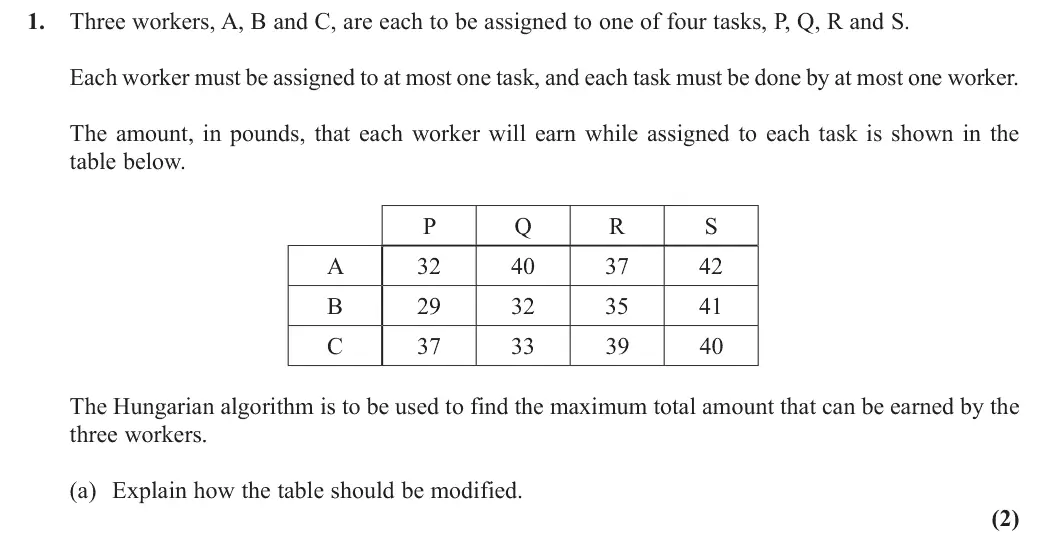 1. Three workers, A, B and C, are each to be assigned to one of four tasks, P, Q, R and S.
Each worker must be assigned to at most one task, and each task must be done by at most one worker.
The amount, in pounds, that each worker will earn while assigned to each task is shown in the
table below.
P Q R S
A 32 40 37 42
B 29 32 35 41
C 37 33 39 40
The Hungarian algorithm is to be used to find the maximum total amount that can be earned by the
three workers.
(a) Explain how the table should be modified.
(2)